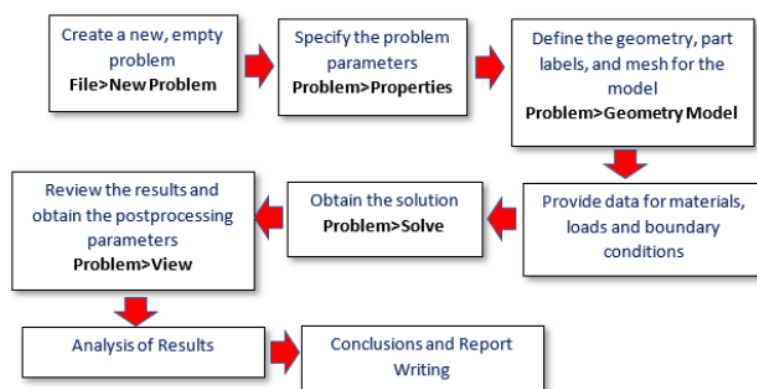 Create a new, empty
problem
File>New Problem
Specify the problem
parameters
Problem>Properties
Define the geometry, part
labels, and mesh for the
model
Problem>Geometry Model
Provide data for materials,
loads and boundary
conditions
Obtain the solution
Problem>Solve
Review the results and
obtain the postprocessing
parameters
Problem>View
Analysis of Results
Conclusions and Report
Writing